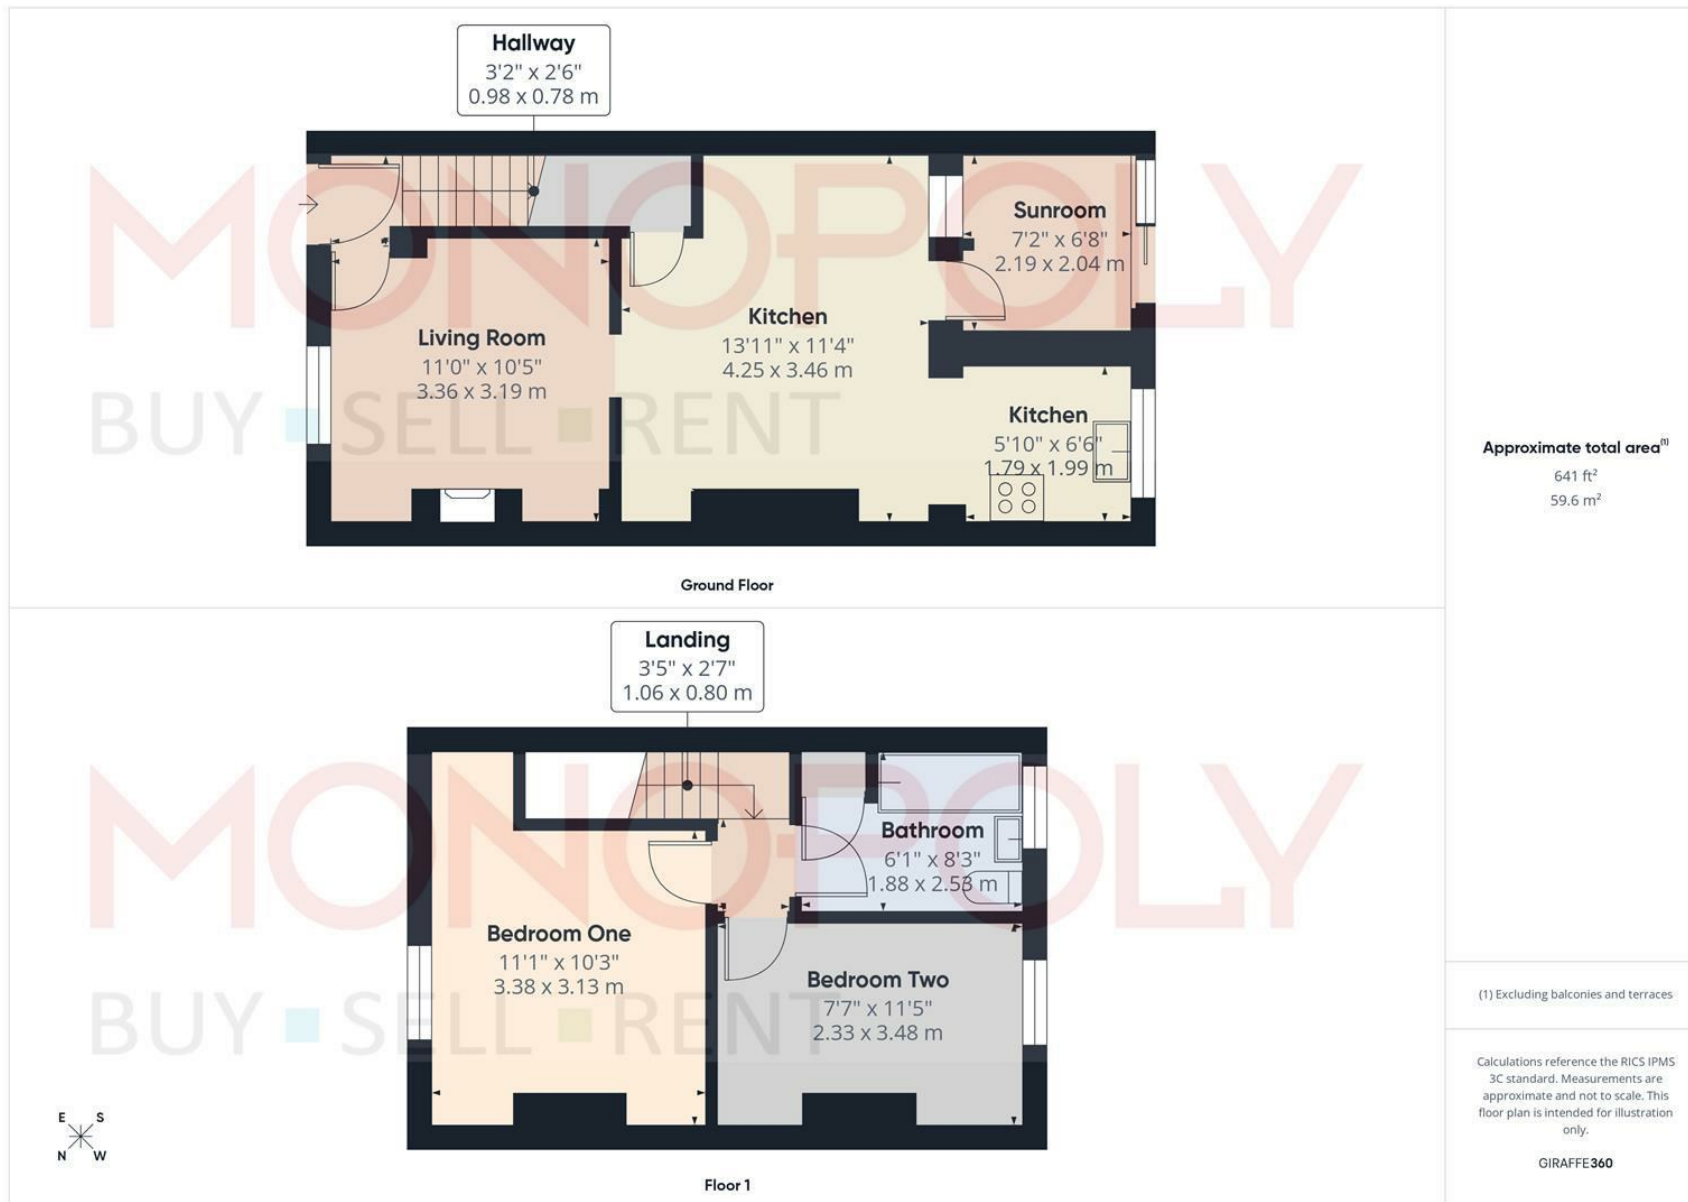 Hallway
3'2" x 2'6"
0.98 x 0.78 m
Sunroom
7'2" x 6'8"
2.19 x 2.04 m
Living Room
11'0" x 10'5"
3.36 x 3.19 m
Kitchen
13'11" x 11'4"
4.25 x 3.46 m
Kitchen
5'10" x 6'6"
1.79 x 1.99 m
MONOPOLY
BUY SELL RENT
Ground Floor
Landing
3'5" x 2'7"
1.06 x 0.80 m
Bathroom
6'1" x 8'3"
1.88 x 2.53 m
Bedroom One
11'1" x 10'3"
3.38 x 3.13 m
Bedroom Two
7'7" x 11'5"
2.33 x 3.48 m
MONOPOLY
BUY SELL RENT
E S
N W
Floor 1
Approximate total area(1)
641 ft²
59.6 m²
(1) Excluding balconies and terraces
Calculations reference the RICS IPMS
3C standard. Measurements are
approximate and not to scale. This
floor plan is intended for illustration
only.
GIRAFFE360